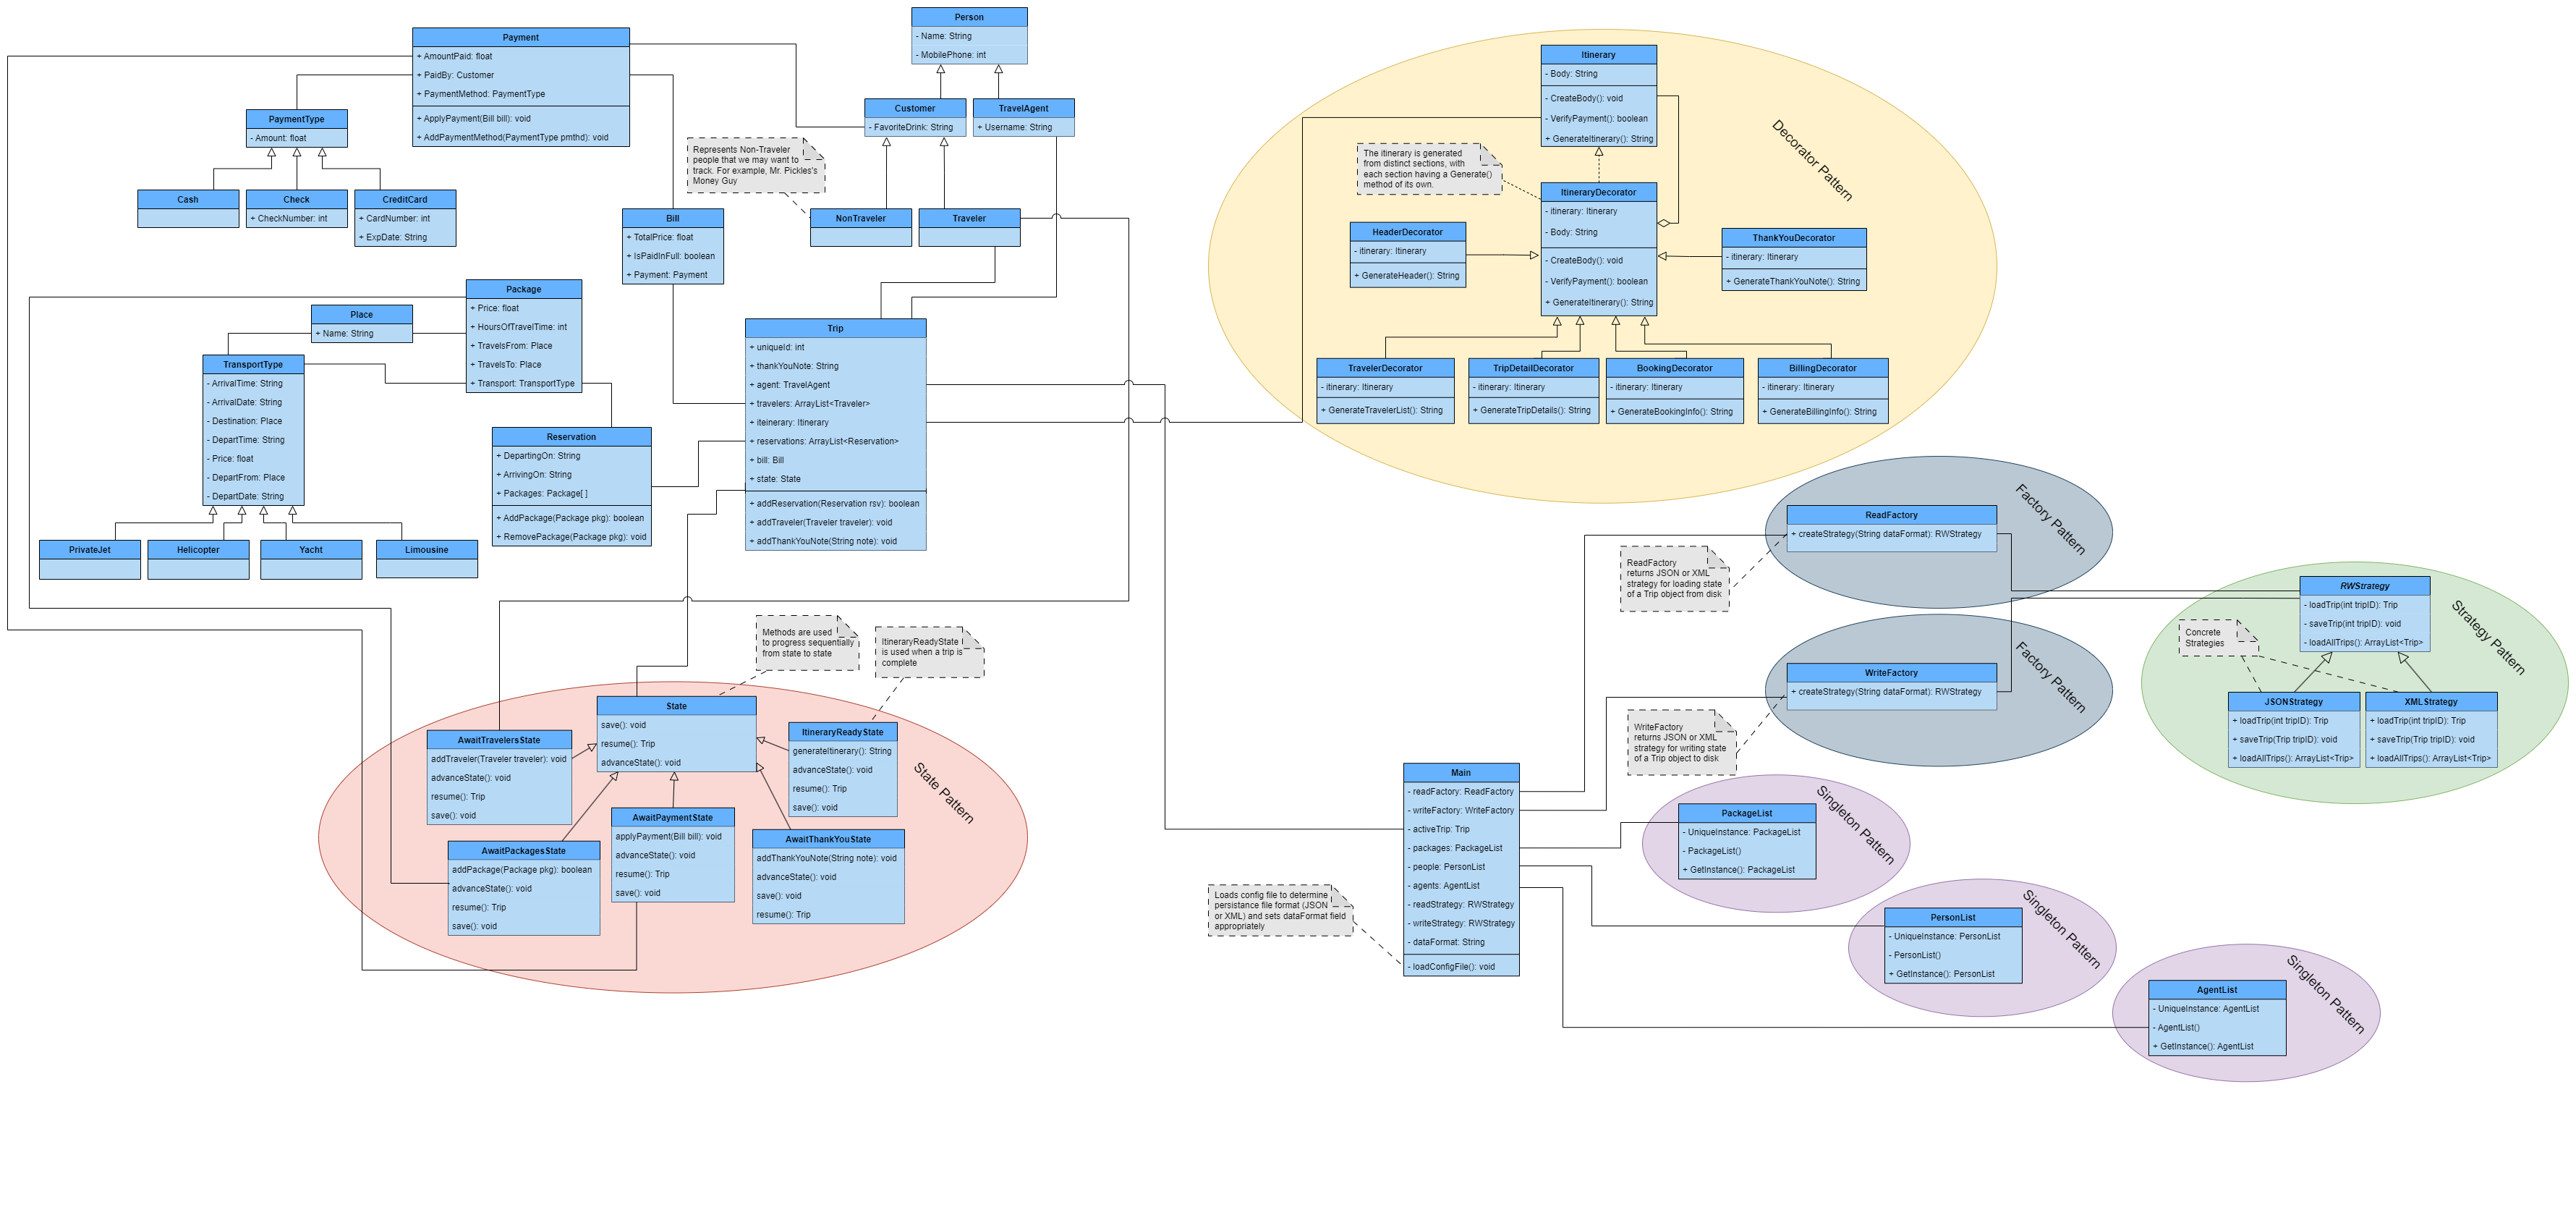 Payment
+ AmountPaid: float
+ PaidBy: Customer
+ PaymentMethod: PaymentType
+ ApplyPayment(Bill bill): void
+ AddPaymentMethod(PaymentType pmthd): void
Person
- Name: String
- MobilePhone: int
PaymentType
- Amount: float
Customer
- FavoriteDrink: String
TravelAgent
+ Username: String
Represents Non-Traveler
people that we may want to
track. For example, Mr. Pickles's
Money Guy
Cash
Check
+ CheckNumber: int
CreditCard
+ CardNumber: int
+ ExpDate: String
Bill
+ TotalPrice: float
+ IsPaidInFull: boolean
+ Payment: Payment
NonTraveler
Traveler
Package
+ Price: float
+ HoursOfTravelTime: int
+ TravelsFrom: Place
+ TravelsTo: Place
+ Transport: TransportType
Place
+ Name: String
TransportType
- ArrivalTime: String
- ArrivalDate: String
- Destination: Place
- DepartTime: String
- Price: float
- DepartFrom: Place
- DepartDate: String
PrivateJet
Helicopter
Yacht
Limousine
Reservation
+ DepartingOn: String
+ ArrivingOn: String
+ Packages: Package[ ]
+ AddPackage(Package pkg): boolean
+ RemovePackage(Package pkg): void
Trip
+ uniqueId: int
+ thankYouNote: String
+ agent: TravelAgent
+ travelers: ArrayList<Traveler>
+ iteinerary: Itinerary
+ reservations: ArrayList<Reservation>
+ bill: Bill
+ state: State
+ addReservation(Reservation rsv): boolean
+ addTraveler(Traveler traveler): void
+ addThankYouNote(String note): void
Decorator Pattern
Itinerary
- Body: String
- CreateBody(): void
- VerifyPayment(): boolean
+ GenerateItinerary(): String
The itinerary is generated
from distinct sections, with
each section having a Generate()
method of its own.
ItineraryDecorator
- itinerary: Itinerary
- Body: String
- CreateBody(): void
- VerifyPayment(): boolean
+ GenerateItinerary(): String
HeaderDecorator
- itinerary: Itinerary
+ GenerateHeader(): String
ThankYouDecorator
- itinerary: Itinerary
+ GenerateThankYouNote(): String
TravelerDecorator
- itinerary: Itinerary
+ GenerateTravelerList(): String
TripDetailDecorator
- itinerary: Itinerary
+ GenerateTripDetails(): String
BookingDecorator
- itinerary: Itinerary
+ GenerateBookingInfo(): String
BillingDecorator
- itinerary: Itinerary
+ GenerateBillingInfo(): String
Factory Pattern
ReadFactory
+ createStrategy(String dataFormat): RWStrategy
ReadFactory
returns JSON or XML
strategy for loading state
of a Trip object from disk
Factory Pattern
WriteFactory
+ createStrategy(String dataFormat): RWStrategy
WriteFactory
returns JSON or XML
strategy for writing state
of a Trip object to disk
Strategy Pattern
RWStrategy
- loadTrip(int tripID): Trip
- saveTrip(int tripID): void
- loadAllTrips(): ArrayList<Trip>
Concrete
Strategies
JSONStrategy
+ loadTrip(int tripID): Trip
+ saveTrip(Trip tripID): void
+ loadAllTrips(): ArrayList<Trip>
XMLStrategy
+ loadTrip(int tripID): Trip
+ saveTrip(Trip tripID): void
+ loadAllTrips(): ArrayList<Trip>
Methods are used
to progress sequentially
from state to state
ItineraryReadyState
is used when a trip is
complete
State Pattern
State
save(): void
resume(): Trip
advanceState(): void
AwaitTravelersState
addTraveler(Traveler traveler): void
advanceState(): void
resume(): Trip
save(): void
ItineraryReadyState
generateItinerary(): String
advanceState(): void
resume(): Trip
save(): void
AwaitPackagesState
addPackage(Package pkg): boolean
advanceState(): void
resume(): Trip
save(): void
AwaitPaymentState
applyPayment(Bill bill): void
advanceState(): void
resume(): Trip
save(): void
AwaitThankYouState
addThankYouNote(String note): void
advanceState(): void
save(): void
resume(): Trip
Main
- readFactory: ReadFactory
- writeFactory: WriteFactory
- activeTrip: Trip
- packages: PackageList
- people: PersonList
- agents: AgentList
- readStrategy: RWStrategy
- writeStrategy: RWStrategy
- dataFormat: String
- loadConfigFile(): void
Loads config file to determine
persistance file format (JSON
or XML) and sets dataFormat field
appropriately
Singleton Pattern
PackageList
- UniqueInstance: PackageList
- PackageList()
+ GetInstance(): PackageList
Singleton Pattern
PersonList
- UniqueInstance: PersonList
- PersonList()
+ GetInstance(): PersonList
Singleton Pattern
AgentList
- UniqueInstance: AgentList
- AgentList()
+ GetInstance(): AgentList